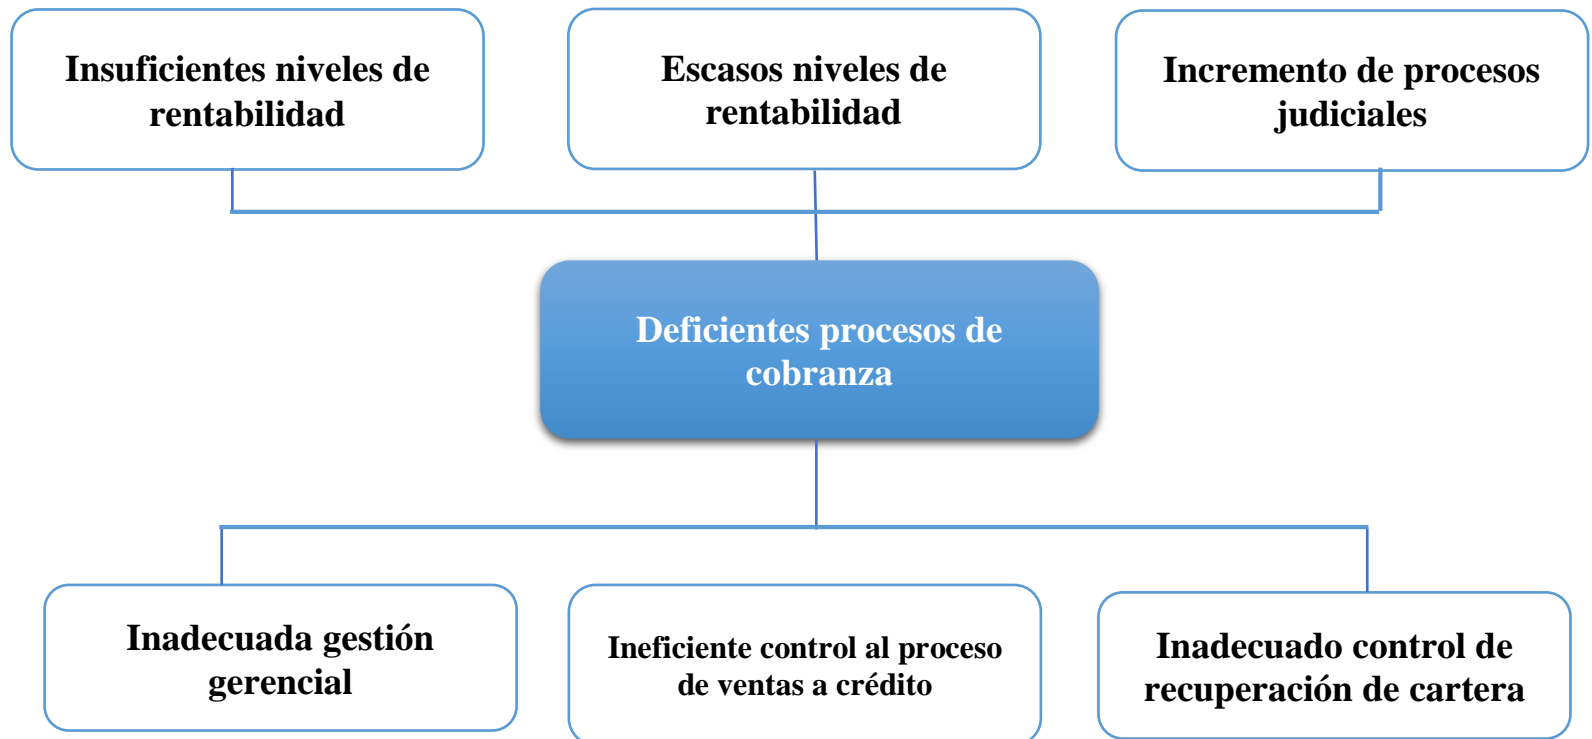 Insuficientes niveles de
rentabilidad
Escasos niveles de
rentabilidad
Incremento de procesos
judiciales
Deficientes procesos de
cobranza
Inadecuada gestión
gerencial
Ineficiente control al proceso
de ventas a crédito
Inadecuado control de
recuperación de cartera